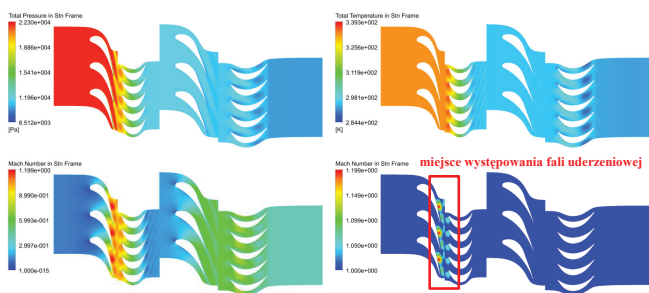 Total Pressure in Stn Frame
2.230e+004
1.886e+004
1.541e+004
1.196e+004
8.512e+003
[Pa]
Total Temperature in Stn Frame
3.393e+002
3.256e+002
3.119e+002
2.981e+002
2.844e+002
[K]
Mach Number in Stn Frame
1.199e+000
8.990e-001
5.993e-001
2.997e-001
1.000e-015
Mach Number in Stn Frame
miejsce występowania fali uderzeniowej
1.199e+000
1.149e+000
1.099e+000
1.050e+000
1.000e+000